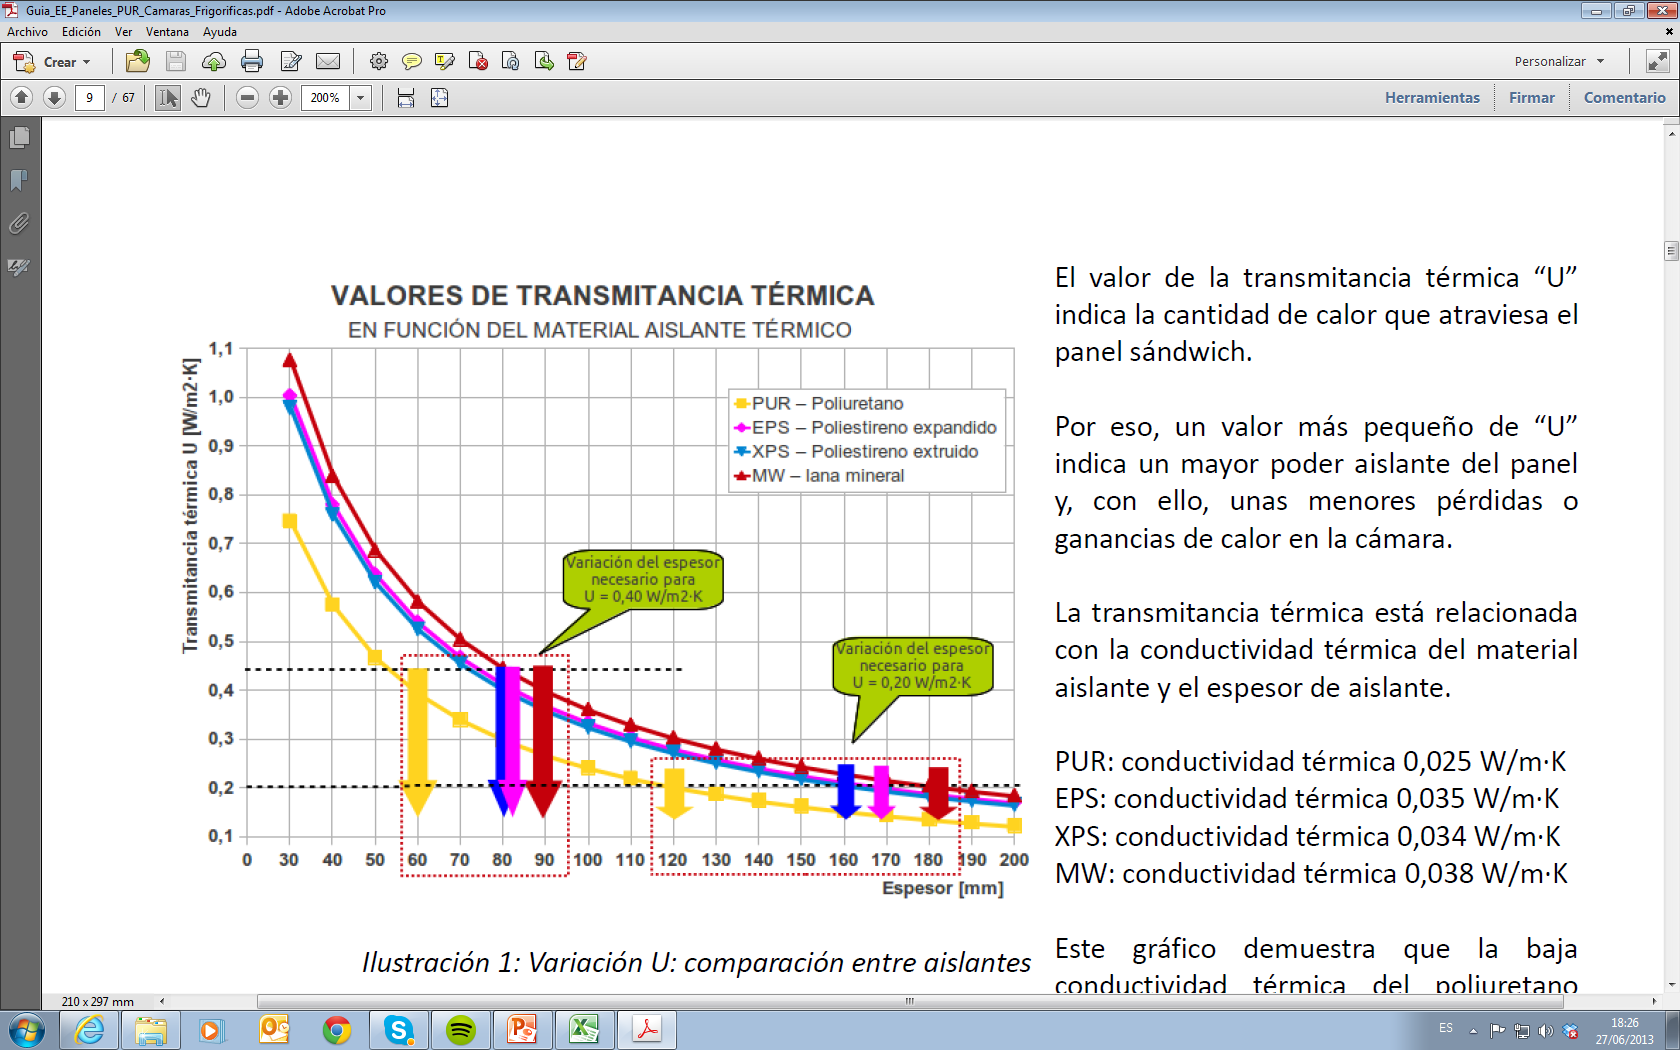 Guia_EE_Paneles_PUR_Camaras_Frigorificas.pdf - Adobe Acrobat Pro
Archivo Edición Ver Ventana Ayuda
Crear Personalizar
9 / 67 200% Herramientas Firmar Comentario
VALORES DE TRANSMITANCIA TÉRMICA
EN FUNCIÓN DEL MATERIAL AISLANTE TÉRMICO
Transmitancia térmica U [W/m2·K]
1,1
1,0
0,9
0,8
0,7
0,6
0,5
0,4
0,3
0,2
0,1
PUR – Poliuretano
EPS – Poliestireno expandido
XPS – Poliestireno extruido
MW – lana mineral
Variación del espesor
necesario para
U = 0,40 W/m2·K
Variación del espesor
necesario para
U = 0,20 W/m2·K
0 30 40 50 60 70 80 90 100 110 120 130 140 150 160 170 180 190 200
Espesor [mm]
Ilustración 1: Variación U: comparación entre aislantes
El valor de la transmitancia térmica “U”
indica la cantidad de calor que atraviesa el
panel sándwich.
Por eso, un valor más pequeño de “U”
indica un mayor poder aislante del panel
y, con ello, unas menores pérdidas o
ganancias de calor en la cámara.
La transmitancia térmica está relacionada
con la conductividad térmica del material
aislante y el espesor de aislante.
PUR: conductividad térmica 0,025 W/m·K
EPS: conductividad térmica 0,035 W/m·K
XPS: conductividad térmica 0,034 W/m·K
MW: conductividad térmica 0,038 W/m·K
Este gráfico demuestra que la baja
conductividad térmica del poliuretano
210 x 297 mm
ES
18:26
27/06/2013